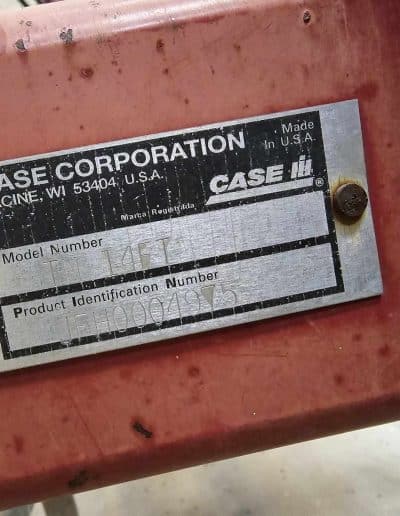 ASE CORPORATION
CINE, WI 53404 U.S.A.
Made
In U.S.A.
CASE IH ®
Marca Registrada
Model Number
Product Identification Number